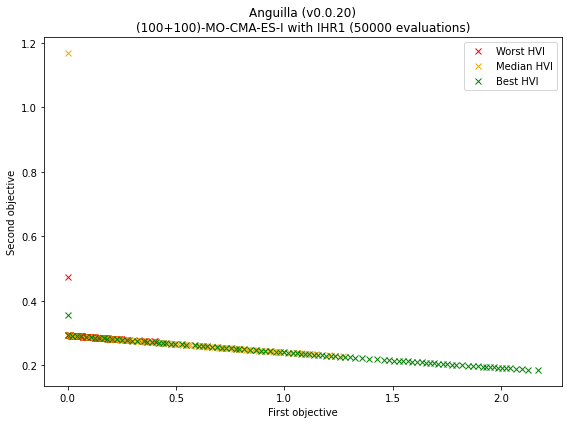 Anguilla (v0.0.20)
(100+100)-MO-CMA-ES-I with IHR1 (50000 evaluations)
Worst HVI
Median HVI
Best HVI
Second objective
1.2
1.0
0.8
0.6
0.4
0.2
0.0
0.5
1.0
1.5
2.0
First objective